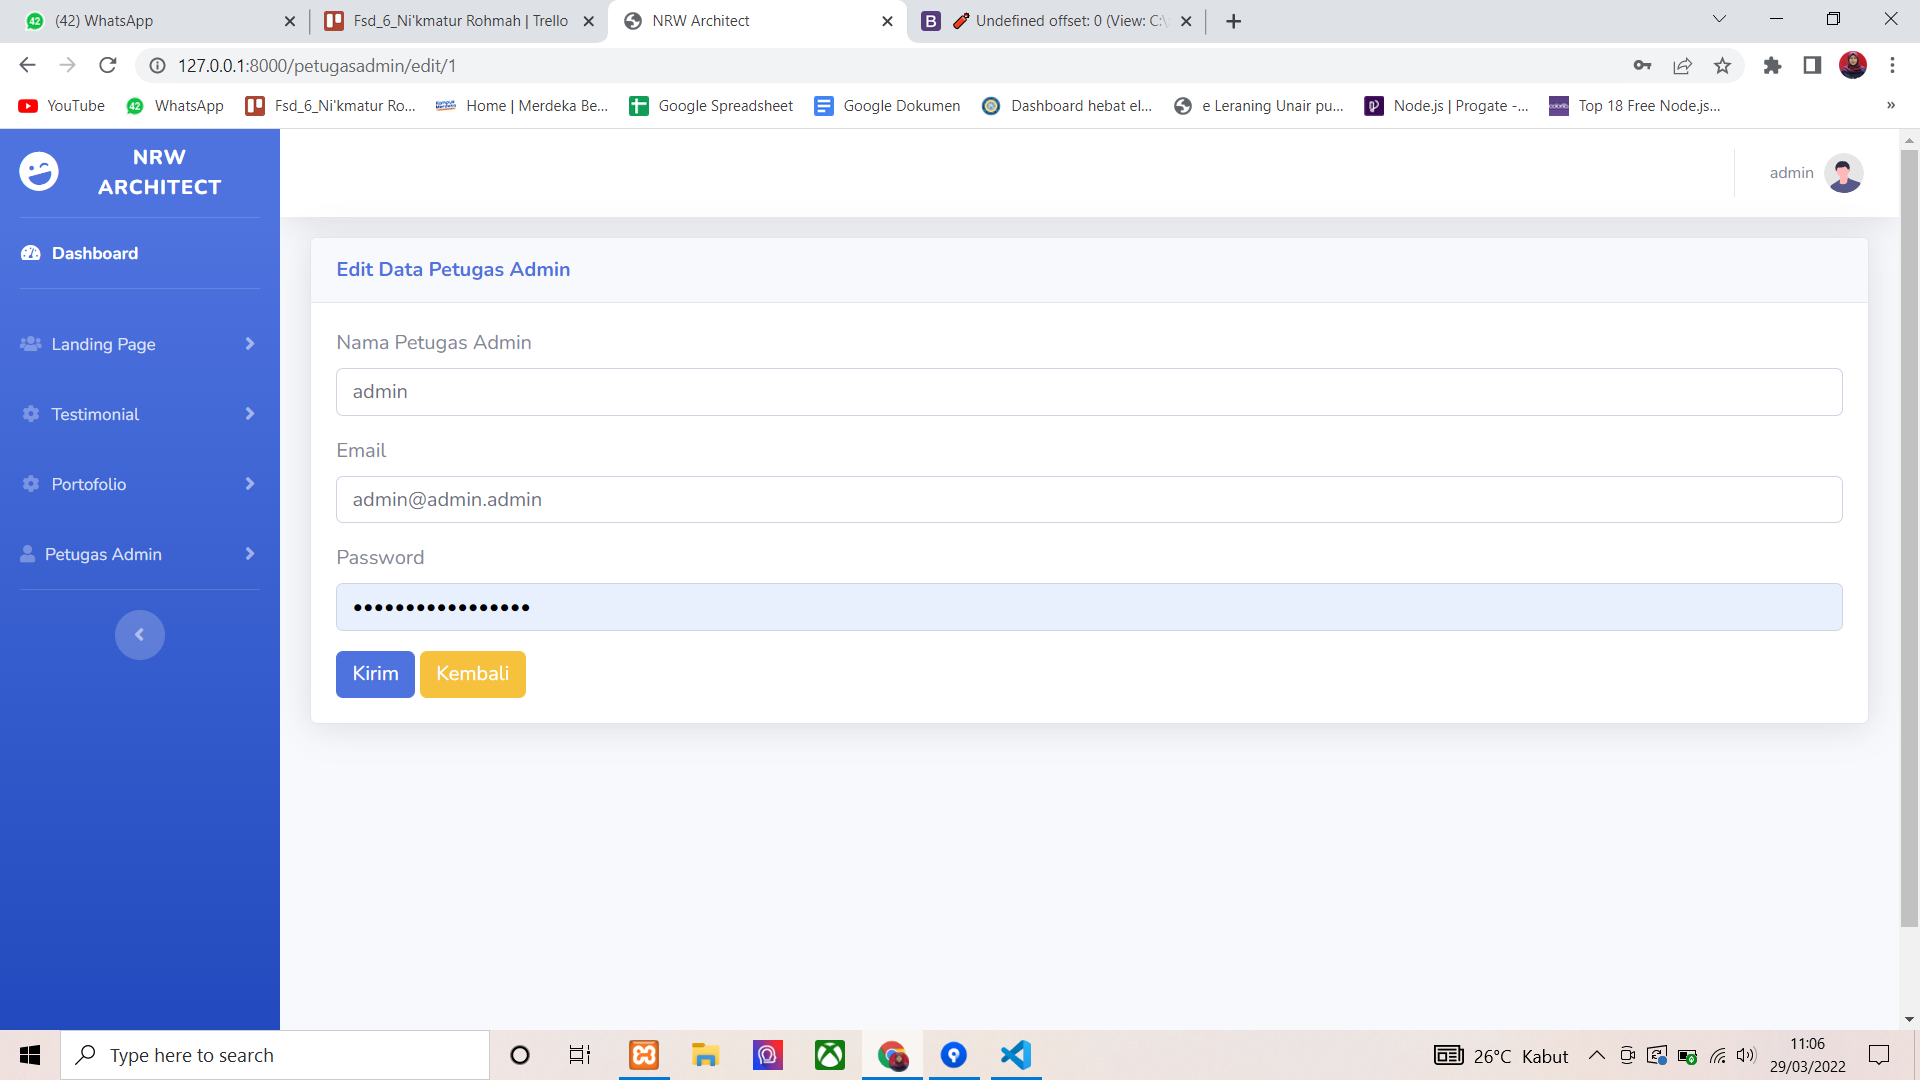 (42) WhatsApp
Fsd_6_Ni'kmatur Rohmah | Trello
NRW Architect
Undefined offset: 0 (View: C:\
127.0.0.1:8000/petugasadmin/edit/1
YouTube
WhatsApp
Fsd_6_Ni'kmatur Ro...
Home | Merdeka Be...
Google Spreadsheet
Google Dokumen
Dashboard hebat el...
e Leraning Unair pu...
Node.js | Progate -...
Top 18 Free Node.js...
NRW
ARCHITECT
admin
Dashboard
Landing Page
Testimonial
Portofolio
Petugas Admin
Edit Data Petugas Admin
Nama Petugas Admin
admin
Email
admin@admin.admin
Password
Kirim
Kembali
Type here to search
26°C Kabut
11:06
29/03/2022